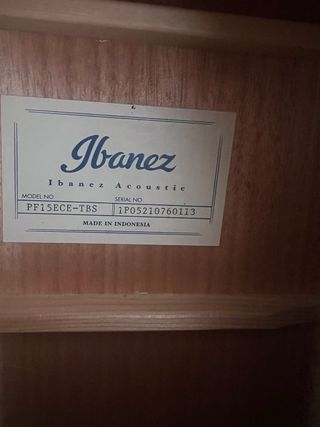 Ibanez
Ibanez Acoustic
MODEL NO. SERIAL NO.
PF15ECE-TBS 1P05210760113
MADE IN INDONESIA